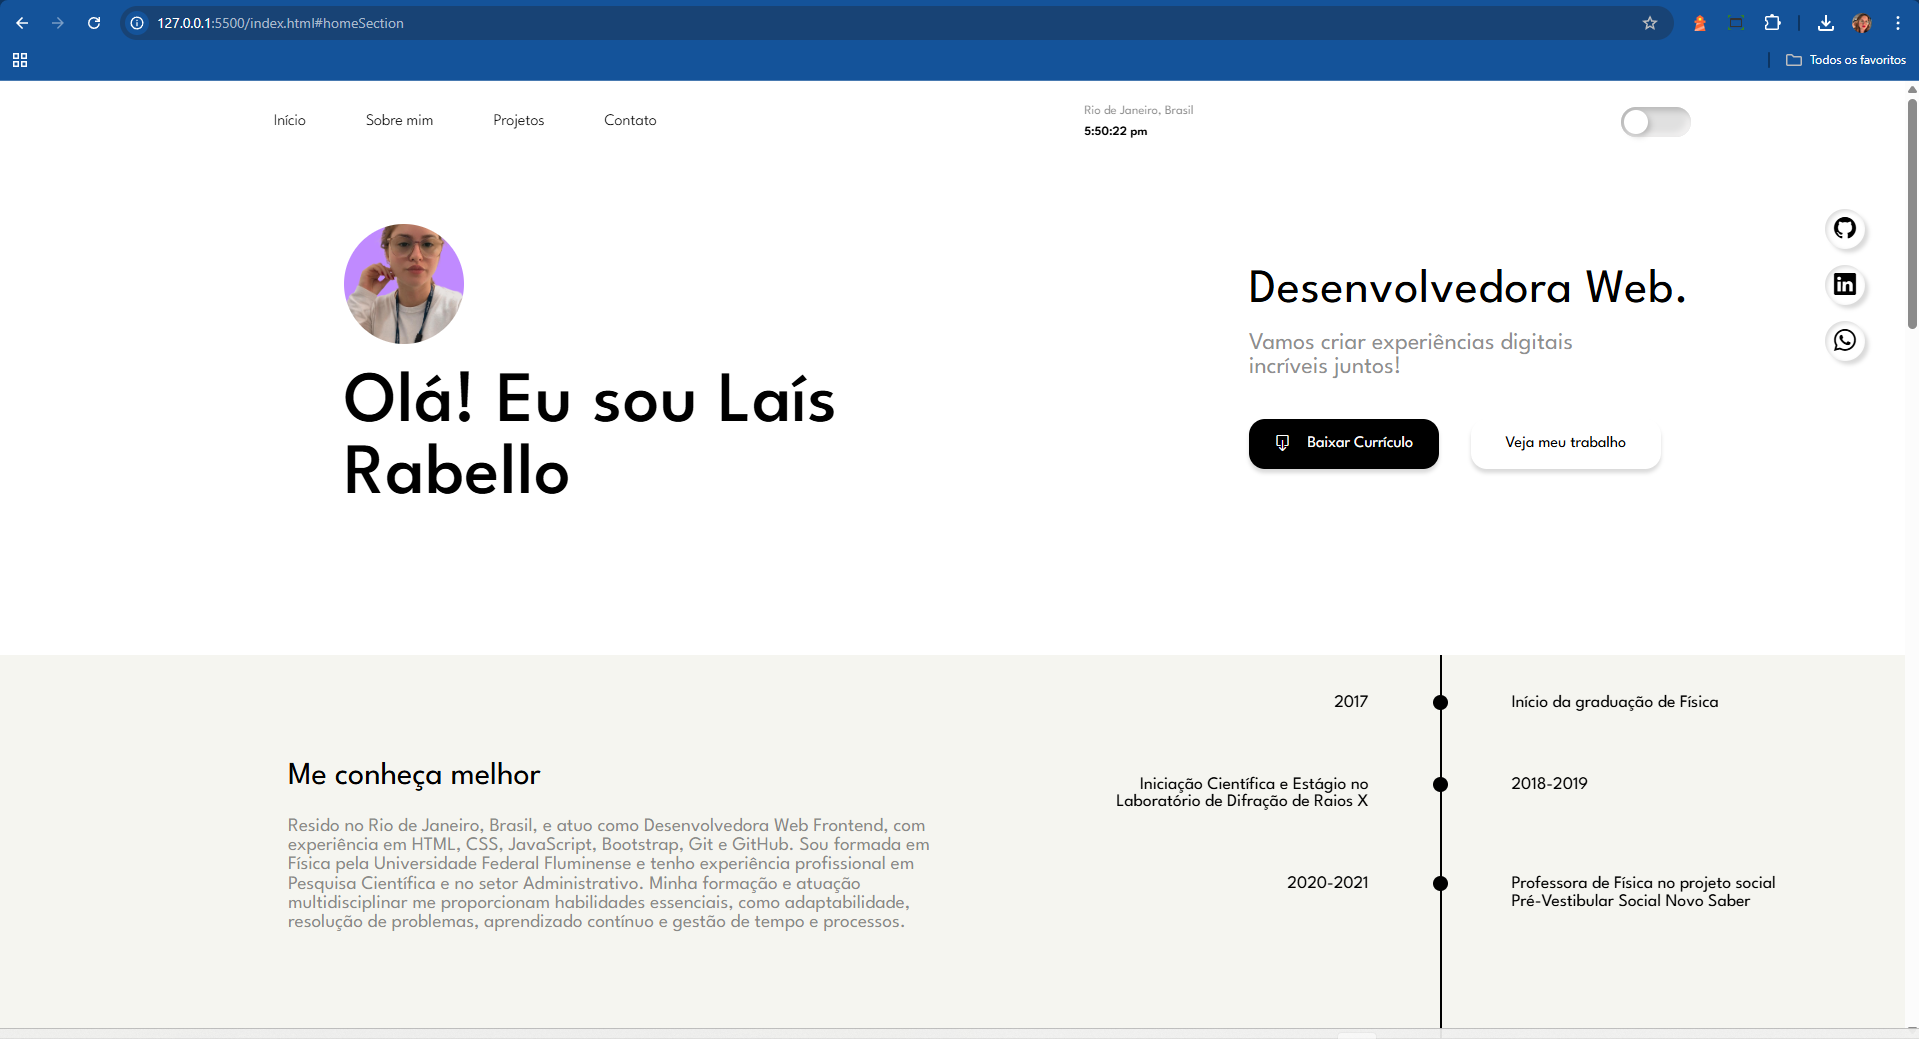 127.0.0.1:5500/index.html#homeSection
Todos os favoritos
Início
Sobre mim
Projetos
Contato
Rio de Janeiro, Brasil
5:50:22 pm
Olá! Eu sou Laís
Rabello
Desenvolvedora Web.
Vamos criar experiências digitais
incríveis juntos!
Baixar Currículo
Veja meu trabalho
Me conheça melhor
Resido no Rio de Janeiro, Brasil, e atuo como Desenvolvedora Web Frontend, com
experiência em HTML, CSS, JavaScript, Bootstrap, Git e GitHub. Sou formada em
Física pela Universidade Federal Fluminense e tenho experiência profissional em
Pesquisa Científica e no setor Administrativo. Minha formação e atuação
multidisciplinar me proporcionam habilidades essenciais, como adaptabilidade,
resolução de problemas, aprendizado contínuo e gestão de tempo e processos.
2017
Início da graduação de Física
Iniciação Científica e Estágio no
Laboratório de Difração de Raios X
2018-2019
2020-2021
Professora de Física no projeto social
Pré-Vestibular Social Novo Saber